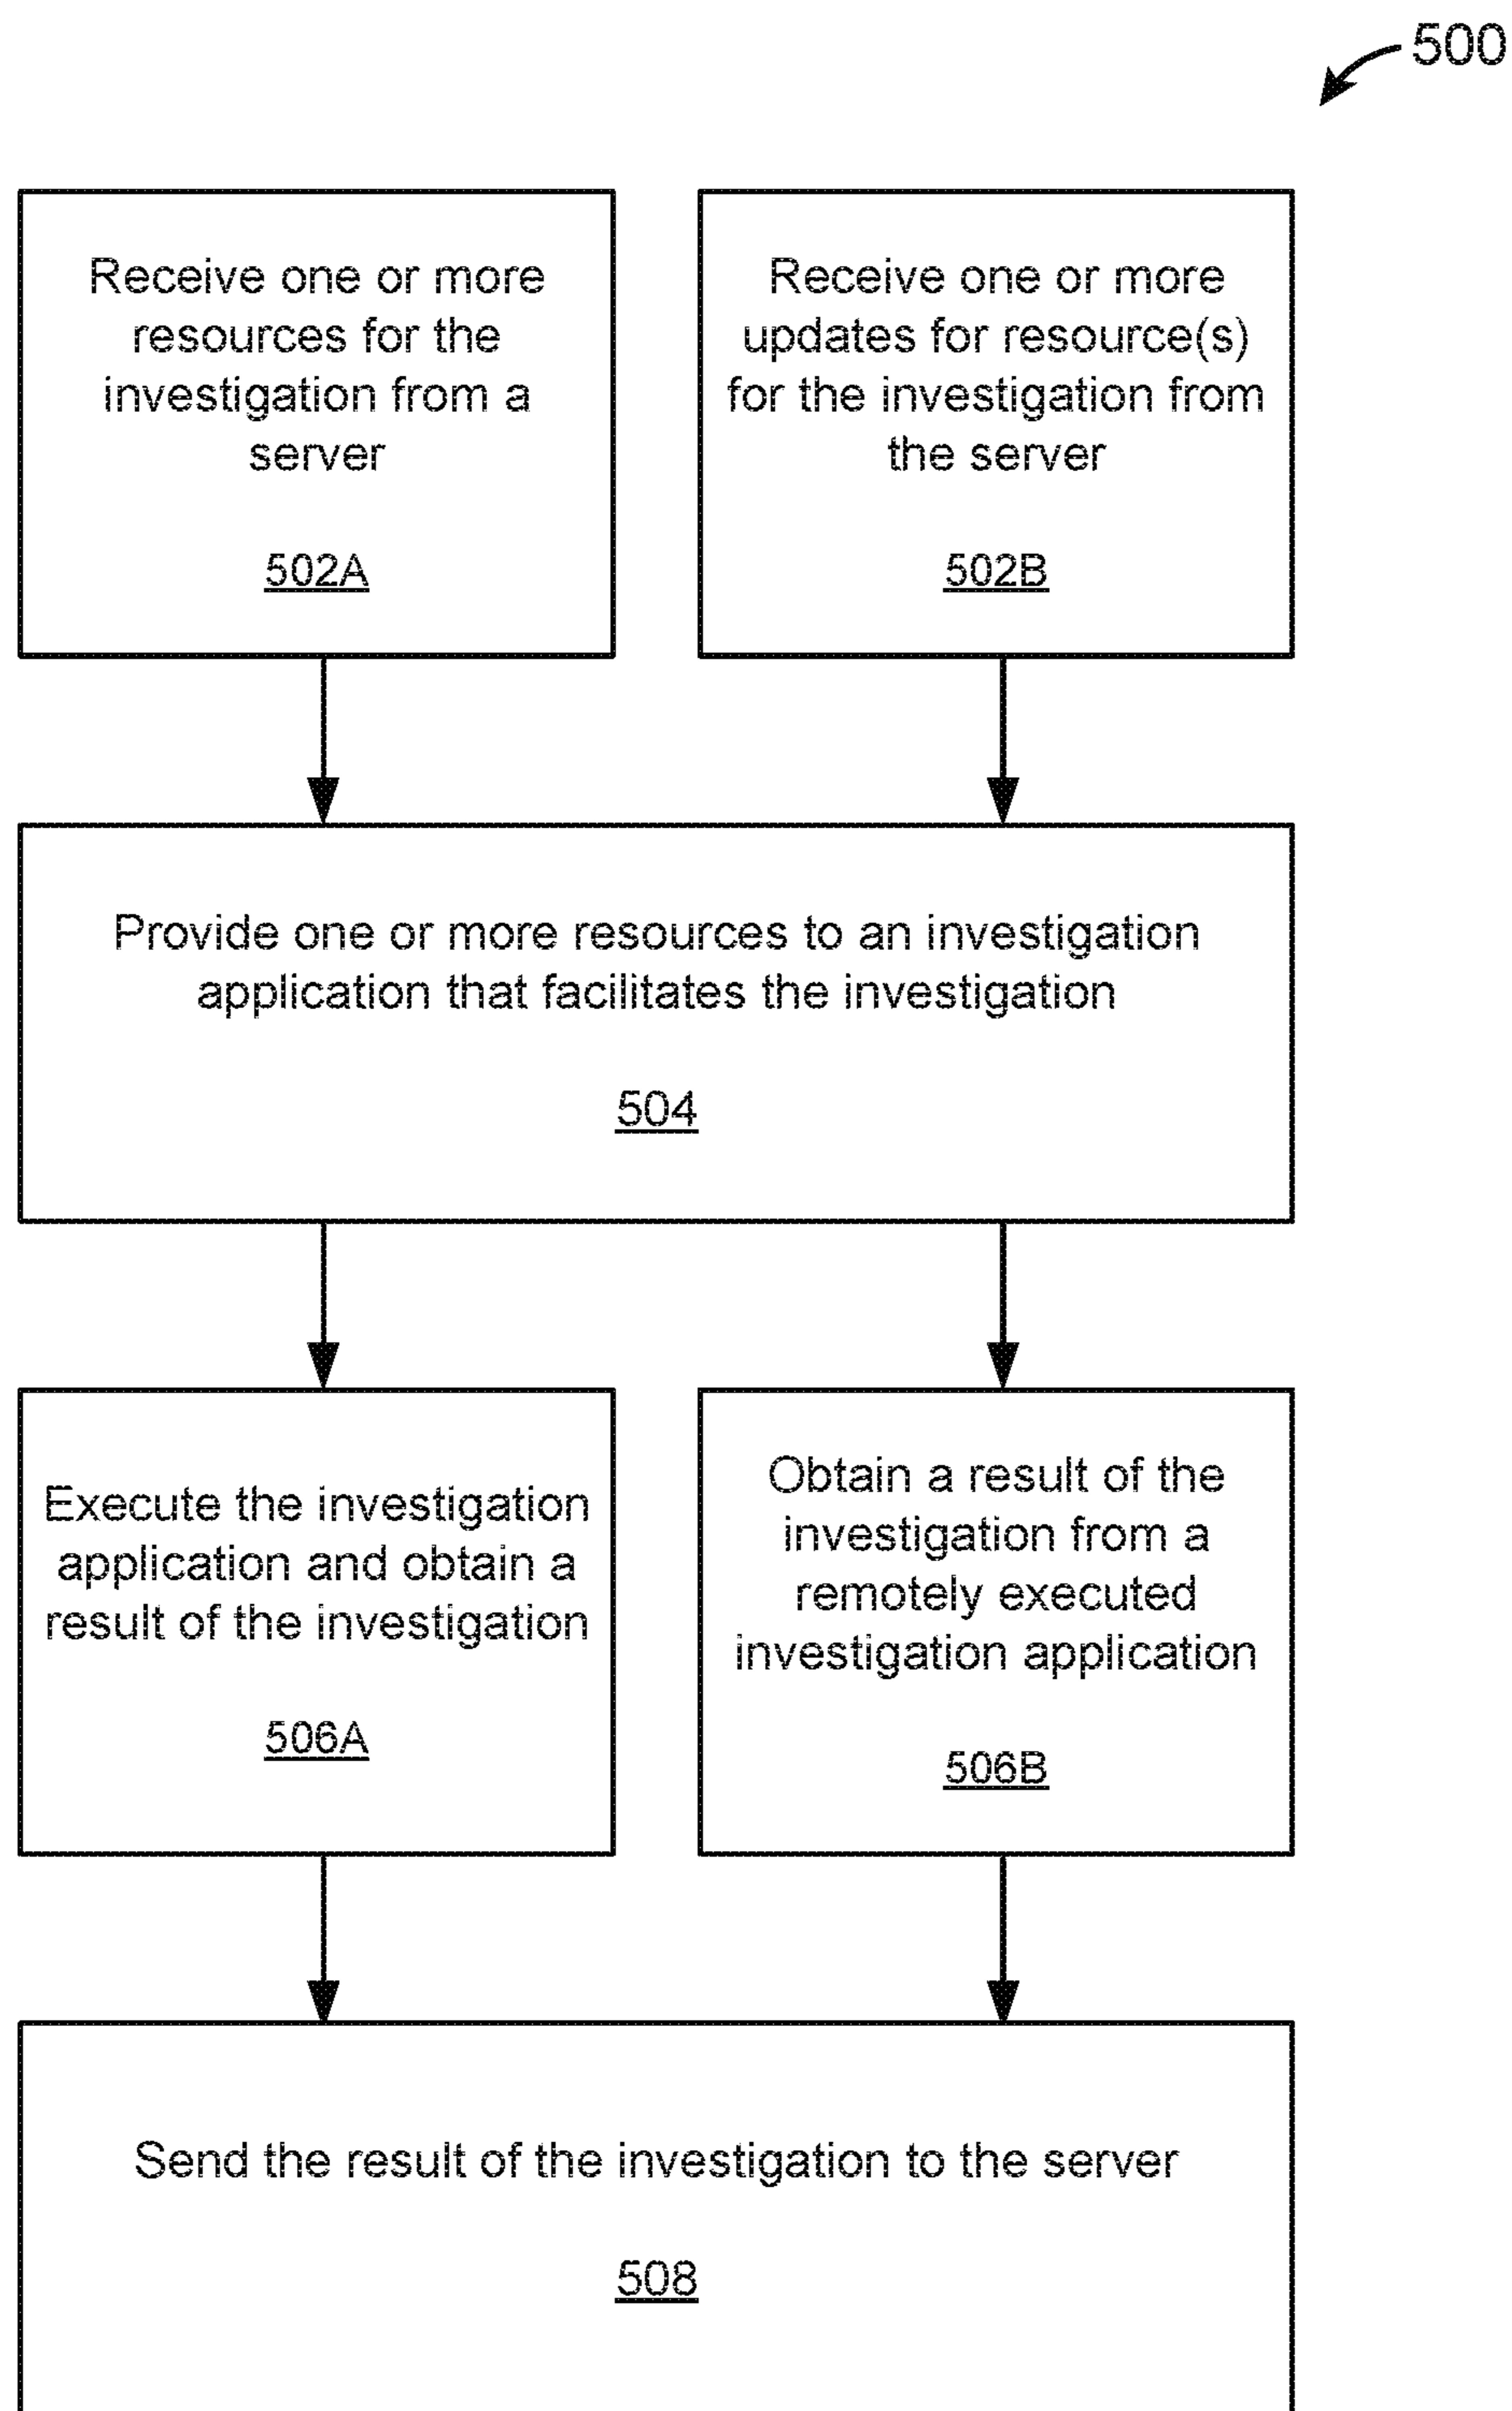 500
Receive one or more
resources for the
investigation from a
server
502A
Receive one or more
updates for resource(s)
for the investigation from
the server
502B
Provide one or more resources to an investigation
application that facilitates the investigation
504
Execute the investigation
application and obtain a
result of the investigation
506A
Obtain a result of the
investigation from a
remotely executed
investigation application
506B
Send the result of the investigation to the server
508